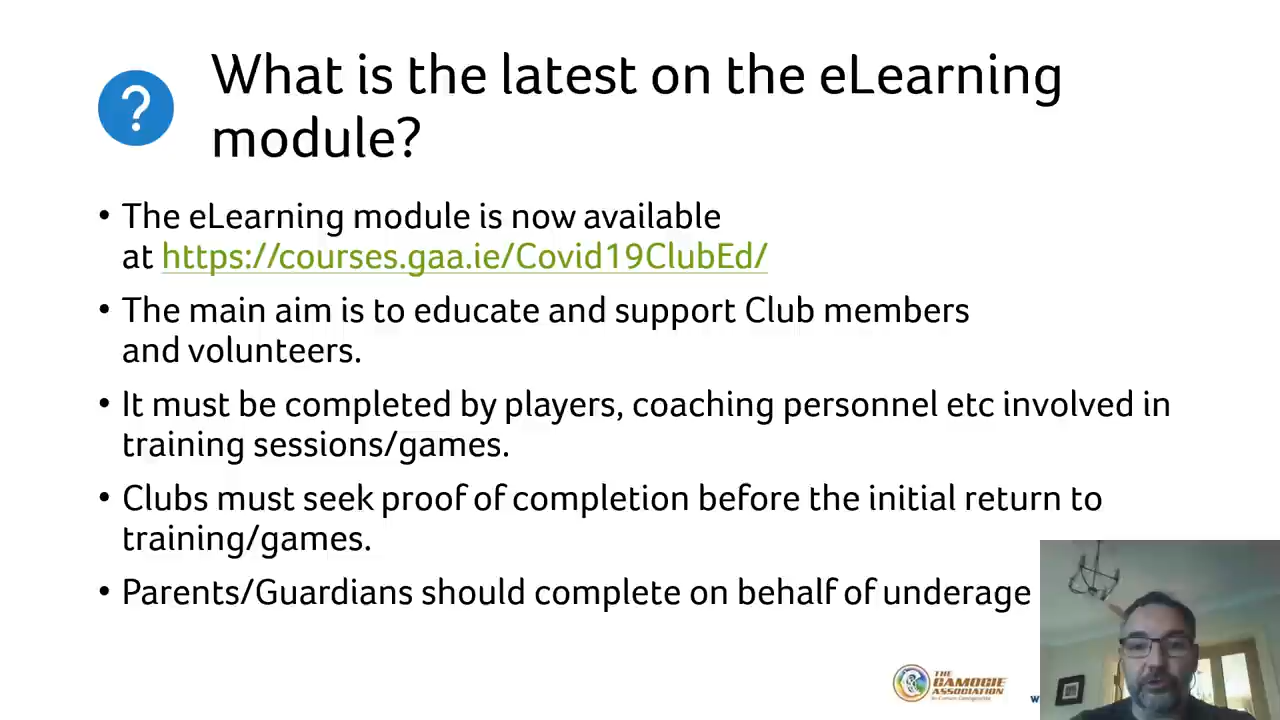 What is the latest on the eLearning
module?
• The eLearning module is now available
at https://courses.gaa.ie/Covid19ClubEd/
• The main aim is to educate and support Club members
and volunteers.
• It must be completed by players, coaching personnel etc involved in
training sessions/games.
• Clubs must seek proof of completion before the initial return to
training/games.
• Parents/Guardians should complete on behalf of underage
THE
CAMOGIE
ASSOCIATION